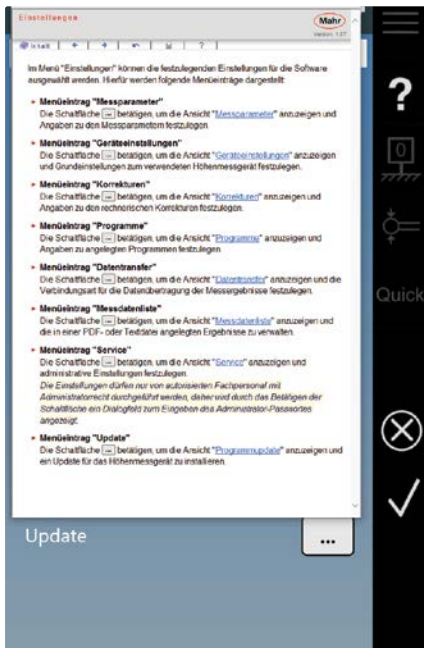 Einstellungen
Mahr
Version: 1.07
Inhalt
?
Im Menü "Einstellungen" können die festzulegenden Einstellungen für die Software
ausgewählt werden. Hierfür werden folgende Menüeinträge dargestellt:
Menüeintrag "Messparameter"
Die Schaltfläche ... betätigen, um die Ansicht "Messparameter" anzuzeigen und
Angaben zu den Messparametern festzulegen.
Menüeintrag "Geräteeinstallungen"
Die Schaltfläche ... betätigen, um die Ansicht "Geräteeinstellungen" anzuzeigen
und Grundeinstellungen zum verwendeten Höhenmessgerät festzulegen.
Menüeintrag "Korrekturen"
Die Schaltfläche ... betätigen, um die Ansicht "Korrekturen" anzuzeigen und
Angaben zu den rechnerischen Korrekturen festzulegen.
Menüeintrag "Programme"
Die Schaltfläche ... betätigen, um die Ansicht "Programme" anzuzeigen und
Angaben zu angelegten Programmen festzulegen.
Menüeintrag "Datentransfer"
Die Schaltfläche ... betätigen, um die Ansicht "Datentransfer" anzuzeigen und die
Verbindungsart für die Datenübertragung der Messergebnisse festzulegen.
Menüeintrag "Messdatenliste"
Die Schaltfläche ... betätigen, um die Ansicht "Messdatenliste" anzuzeigen und
die in einer PDF- oder Textdatei angelegten Ergebnisse zu verwalten.
Menüeintrag "Service"
Die Schaltfläche ... betätigen, um die Ansicht "Service" anzuzeigen und
administrative Einstellungen festzulegen.
Die Einstellungen dürfen nur von autorisierten Fachpersonal mit
Administratorrecht durchgeführt werden, daher wird durch das Betätigen der
Schaltfläche ein Dialogfeld zum Eingeben des Administrator-Passwortes
angezeigt.
Menüeintrag "Update"
Die Schaltfläche ... betätigen, um die Ansicht "Programmupdate" anzuzeigen und
ein Update für das Höhenmessgerät zu installieren.
Update
...
?
0
Quick